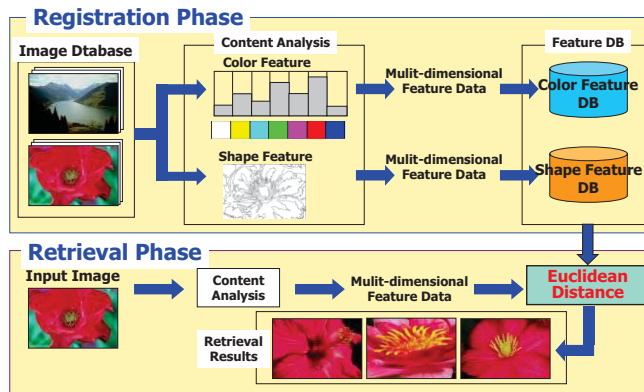 Registration Phase
Image Dtabase
Content Analysis
Color Feature
Shape Feature
Mulit-dimensional
Feature Data
Mulit-dimensional
Feature Data
Feature DB
Color Feature
DB
Shape Feature
DB
Retrieval Phase
Input Image
Content
Analysis
Mulit-dimensional
Feature Data
Euclidean
Distance
Retrieval
Results